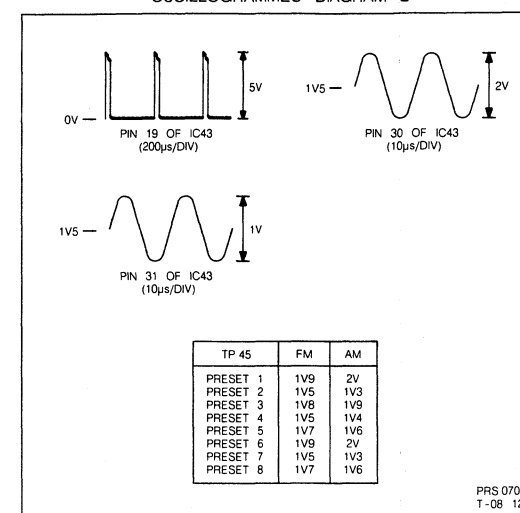 5V
0V
PIN 19 OF IC43
(200µs/DIV)
1V5
2V
PIN 30 OF IC43
(10µs/DIV)
1V5
1V
PIN 31 OF IC43
(10µs/DIV)
TP 45 FM AM
PRESET 1 1V9 2V
PRESET 2 1V5 1V3
PRESET 3 1V8 1V9
PRESET 4 1V5 1V4
PRESET 5 1V7 1V6
PRESET 6 1V9 2V
PRESET 7 1V5 1V3
PRESET 8 1V7 1V6
PRS 070
T-08 12